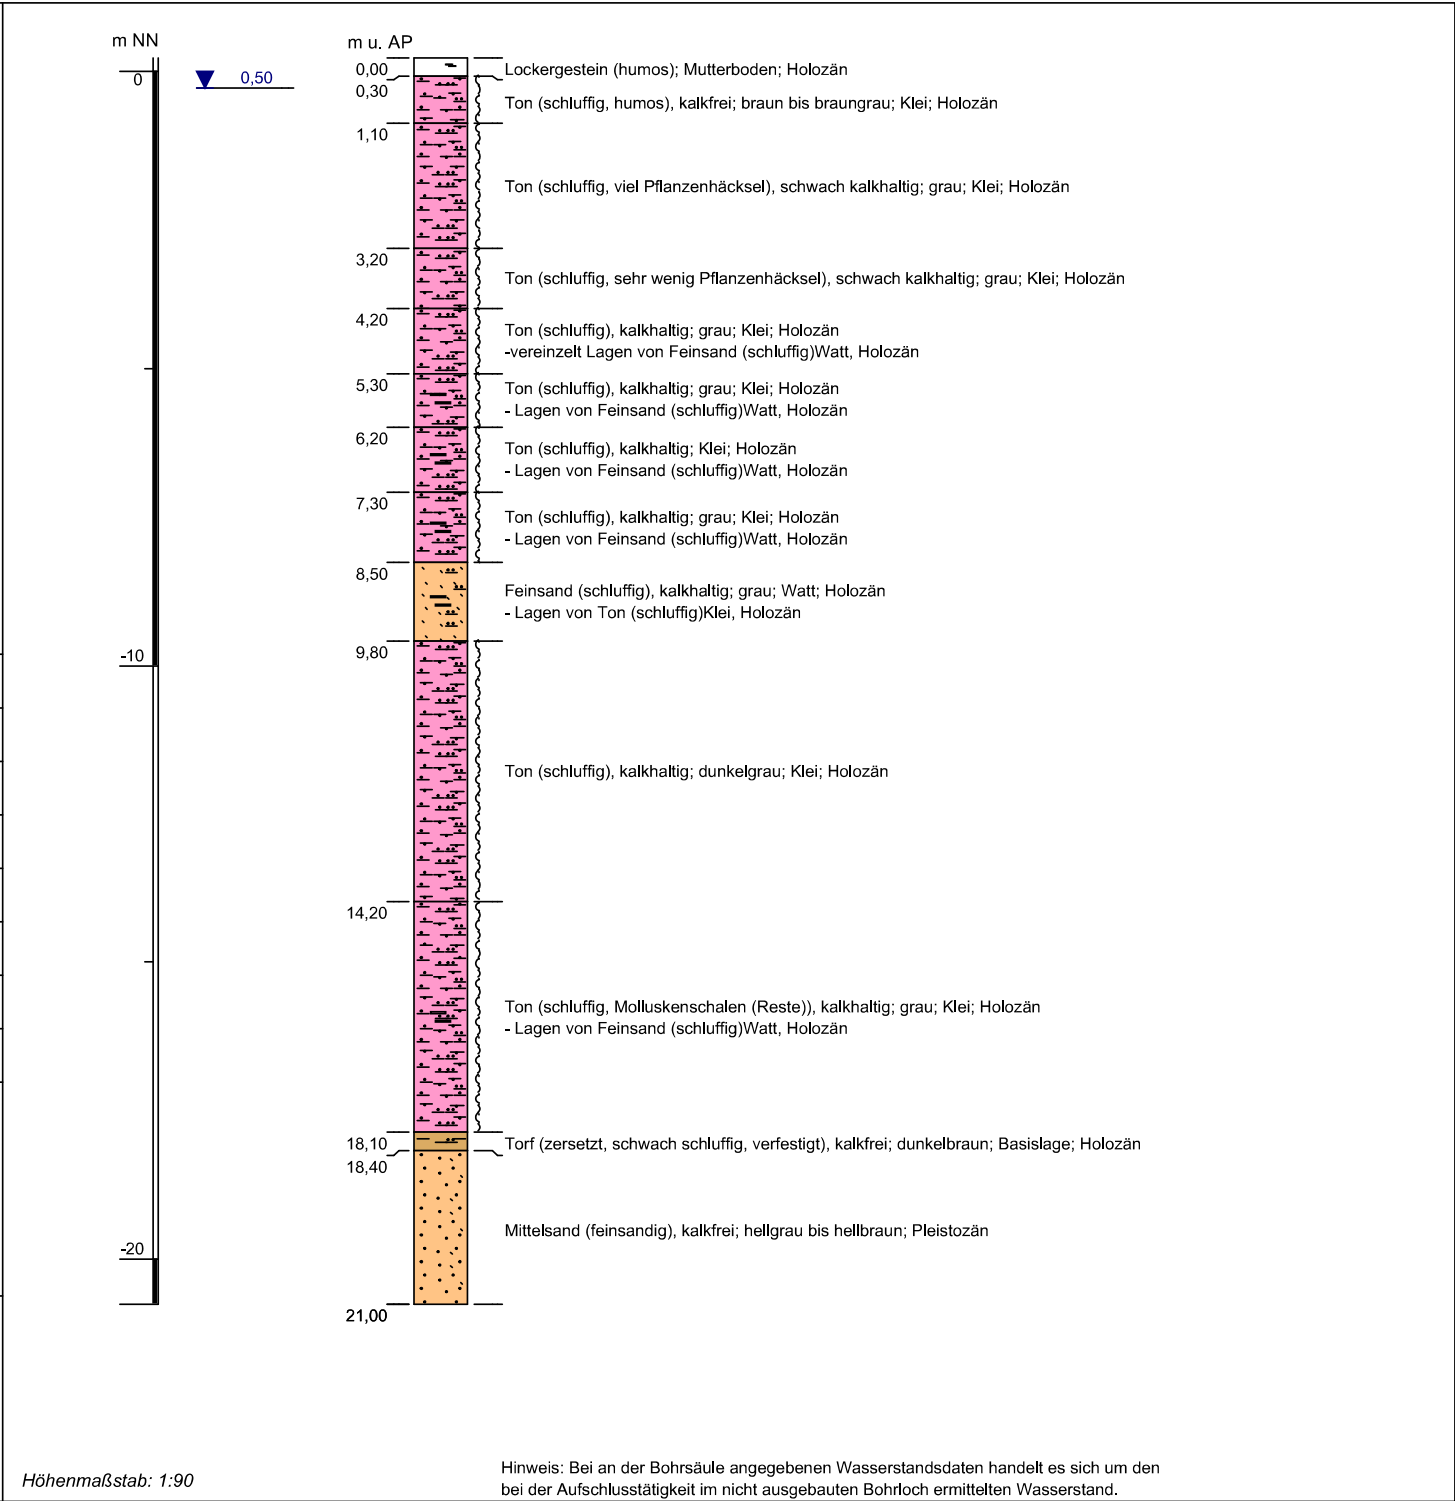 m NN
m u. AP
0
0,50
0,00
Lockergestein (humos); Mutterboden; Holozän
0,30
Ton (schluffig, humos), kalkfrei; braun bis braungrau; Klei; Holozän
1,10
Ton (schluffig, viel Pflanzenhäcksel), schwach kalkhaltig; grau; Klei; Holozän
3,20
Ton (schluffig, sehr wenig Pflanzenhäcksel), schwach kalkhaltig; grau; Klei; Holozän
4,20
Ton (schluffig), kalkhaltig; grau; Klei; Holozän
-vereinzelt Lagen von Feinsand (schluffig)Watt, Holozän
5,30
Ton (schluffig), kalkhaltig; grau; Klei; Holozän
- Lagen von Feinsand (schluffig)Watt, Holozän
6,20
Ton (schluffig), kalkhaltig; Klei; Holozän
- Lagen von Feinsand (schluffig)Watt, Holozän
7,30
Ton (schluffig), kalkhaltig; grau; Klei; Holozän
- Lagen von Feinsand (schluffig)Watt, Holozän
8,50
Feinsand (schluffig), kalkhaltig; grau; Watt; Holozän
- Lagen von Ton (schluffig)Klei, Holozän
9,80
-10
Ton (schluffig), kalkhaltig; dunkelgrau; Klei; Holozän
14,20
Ton (schluffig, Molluskenschalen (Reste)), kalkhaltig; grau; Klei; Holozän
- Lagen von Feinsand (schluffig)Watt, Holozän
18,10
Torf (zersetzt, schwach schluffig, verfestigt), kalkfrei; dunkelbraun; Basislage; Holozän
18,40
Mittelsand (feinsandig), kalkfrei; hellgrau bis hellbraun; Pleistozän
-20
21,00
Höhenmaßstab: 1:90
Hinweis: Bei an der Bohrsäule angegebenen Wasserstandsdaten handelt es sich um den
bei der Aufschlusstätigkeit im nicht ausgebauten Bohrloch ermittelten Wasserstand.